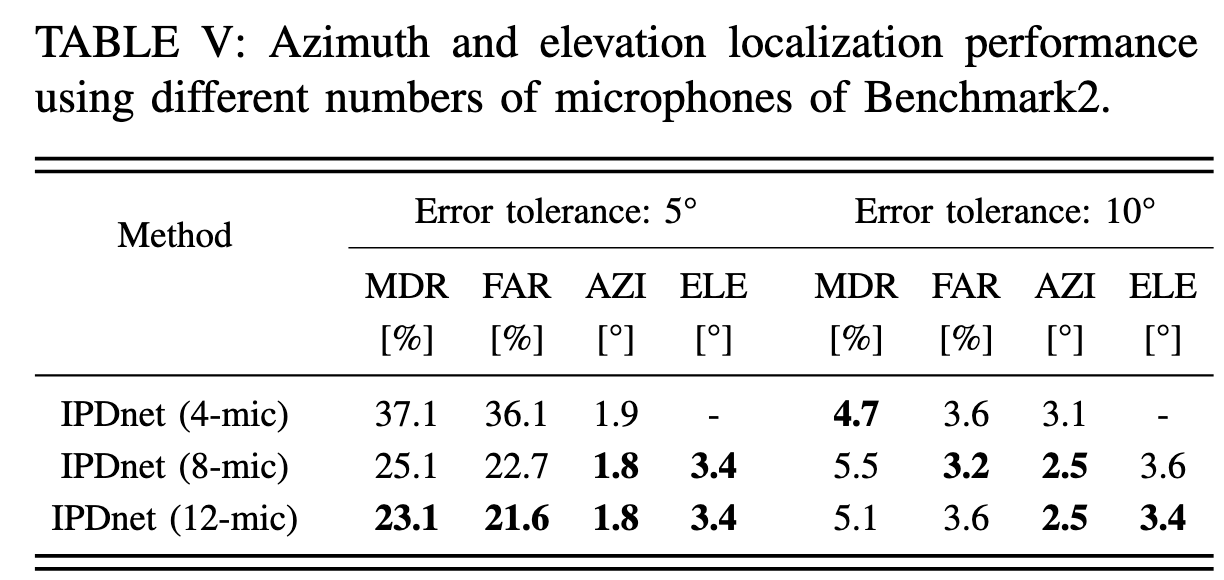 TABLE V: Azimuth and elevation localization performance
using different numbers of microphones of Benchmark2.
Method Error tolerance: 5° Error tolerance: 10°
MDR FAR AZI ELE MDR FAR AZI ELE
[%] [%] [°] [°] [%] [%] [°] [°]
IPDnet (4-mic) 37.1 36.1 1.9 - 4.7 3.6 3.1 -
IPDnet (8-mic) 25.1 22.7 1.8 3.4 5.5 3.2 2.5 3.6
IPDnet (12-mic) 23.1 21.6 1.8 3.4 5.1 3.6 2.5 3.4